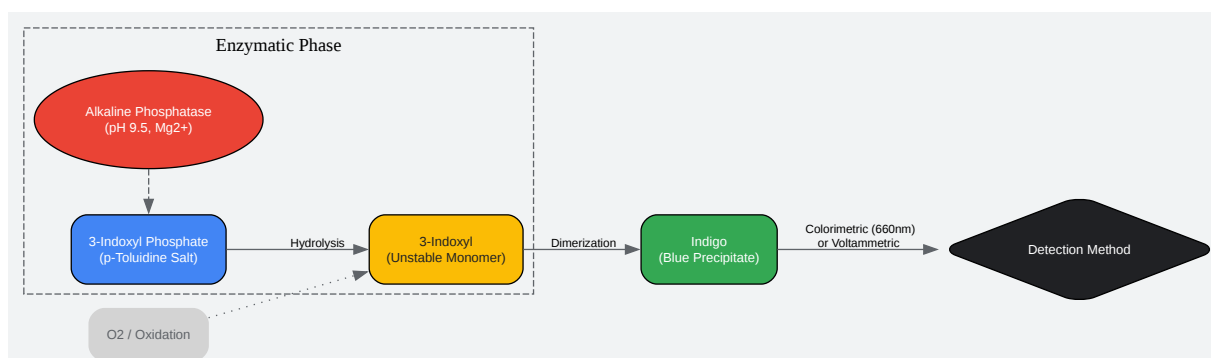 Enzymatic Phase
Alkaline Phosphatase
(pH 9.5, Mg2+)
3-Indoxyl Phosphate
(p-Toluidine Salt)
Hydrolysis
3-Indoxyl
(Unstable Monomer)
Dimerization
Indigo
(Blue Precipitate)
Colorimetric (660nm)
or Voltammetric
Detection Method
O2 / Oxidation